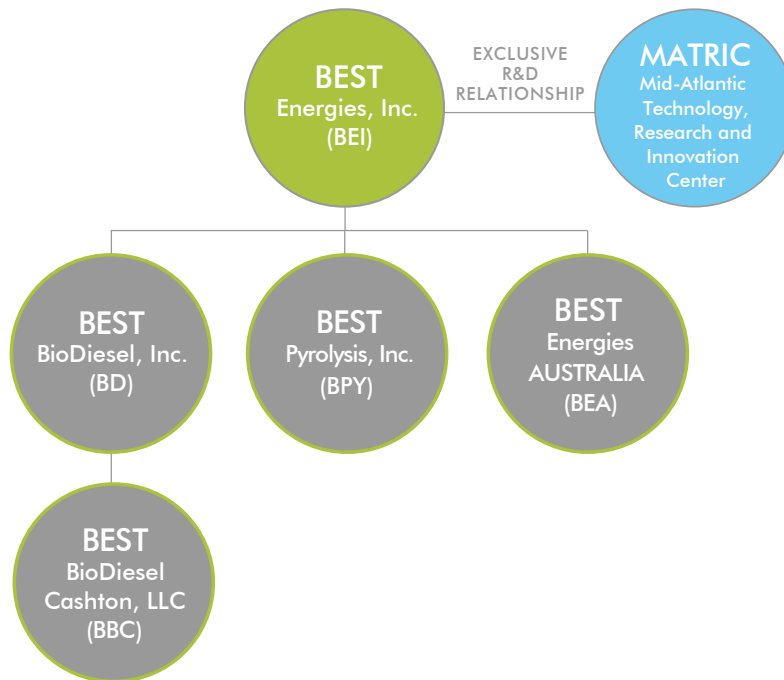 BEST
Energies, Inc.
(BEI)
EXCLUSIVE
R&D
RELATIONSHIP
MATRIC
Mid-Atlantic
Technology,
Research and
Innovation
Center
BEST
BioDiesel, Inc.
(BD)
BEST
Pyrolysis, Inc.
(BPY)
BEST
Energies
AUSTRALIA
(BEA)
BEST
BioDiesel
Cashton, LLC
(BBC)